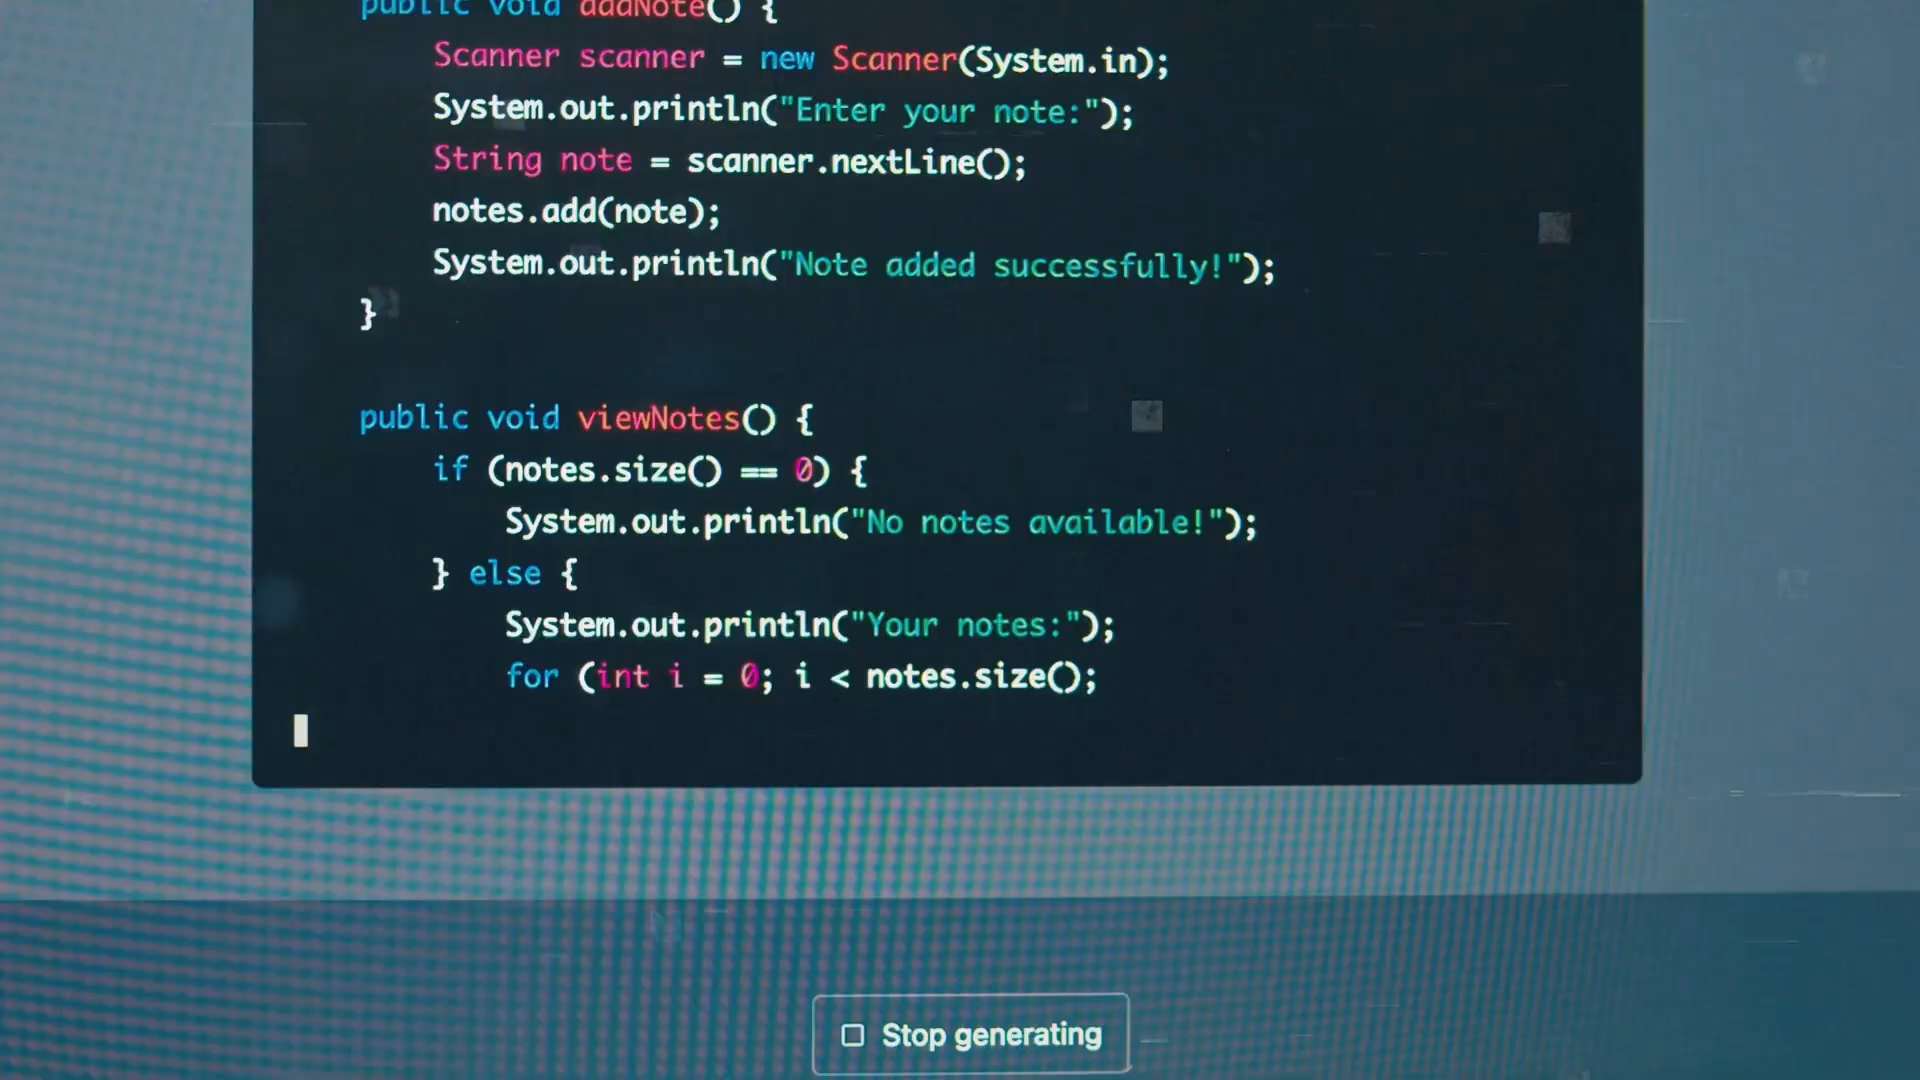 public void addNote() {
Scanner scanner = new Scanner(System.in);
System.out.println("Enter your note:");
String note = scanner.nextLine();
notes.add(note);
System.out.println("Note added successfully!");
}
public void viewNotes() {
if (notes.size() == 0) {
System.out.println("No notes available!");
} else {
System.out.println("Your notes:");
for (int i = 0; i < notes.size();
Stop generating